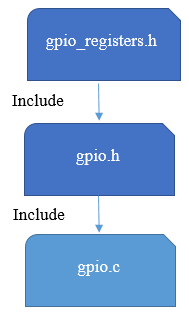 gpio_registers.h
Include
gpio.h
Include
gpio.c